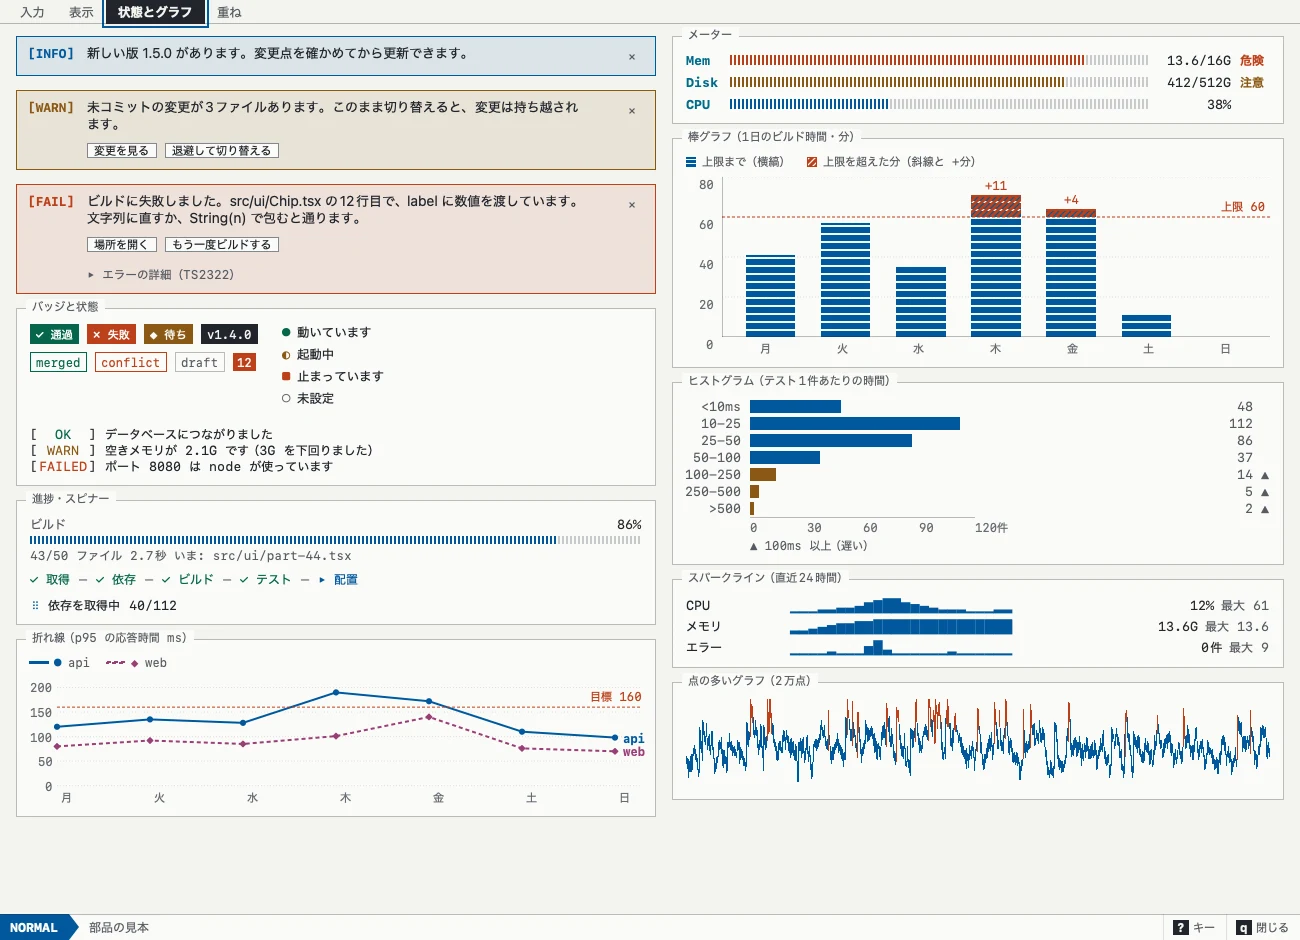 入力 表示 状態とグラフ 重ね
[INFO] 新しい版 1.5.0 があります。変更点を確かめてから更新できます。 ×
[WARN] 未コミットの変更が3ファイルあります。このまま切り替えると、変更は持ち越され ×
ます。
変更を見る 退避して切り替える
[FAIL] ビルドに失敗しました。src/ui/Chip.tsx の12行目で、label に数値を渡しています。 ×
文字列に直すか、String(n) で包むと通ります。
場所を開く もう一度ビルドする
▸ エラーの詳細（TS2322）
バッジと状態
✓ 通過 × 失敗 ◆ 待ち v1.4.0
merged conflict draft 12
● 動いています
◐ 起動中
■ 止まっています
○ 未設定
[ OK ] データベースにつながりました
[ WARN ] 空きメモリが 2.1G です（3G を下回りました）
[FAILED] ポート 8080 は node が使っています
進捗・スピナー
ビルド 86%
43/50 ファイル 2.7秒 いま: src/ui/part-44.tsx
✓ 取得 — ✓ 依存 — ✓ ビルド — ✓ テスト — ▸ 配置
⠿ 依存を取得中 40/112
折れ線（p95 の応答時間 ms）
api web
200
150
100
50
0
目標 160
api
web
月 火 水 木 金 土 日
メーター
Mem 13.6/16G 危険
Disk 412/512G 注意
CPU 38%
棒グラフ（1日のビルド時間・分）
上限まで（横縞） 上限を超えた分（斜線と +分）
80
60
40
20
0
+11
+4
上限 60
月 火 水 木 金 土 日
ヒストグラム（テスト1件あたりの時間）
<10ms 48
10–25 112
25–50 86
50–100 37
100–250 14 ▲
250–500 5 ▲
>500 2 ▲
0 30 60 90 120件
▲ 100ms 以上（遅い）
スパークライン（直近24時間）
CPU 12% 最大 61
メモリ 13.6G 最大 13.6
エラー 0件 最大 9
点の多いグラフ（2万点）
NORMAL 部品の見本 ? キー q 閉じる